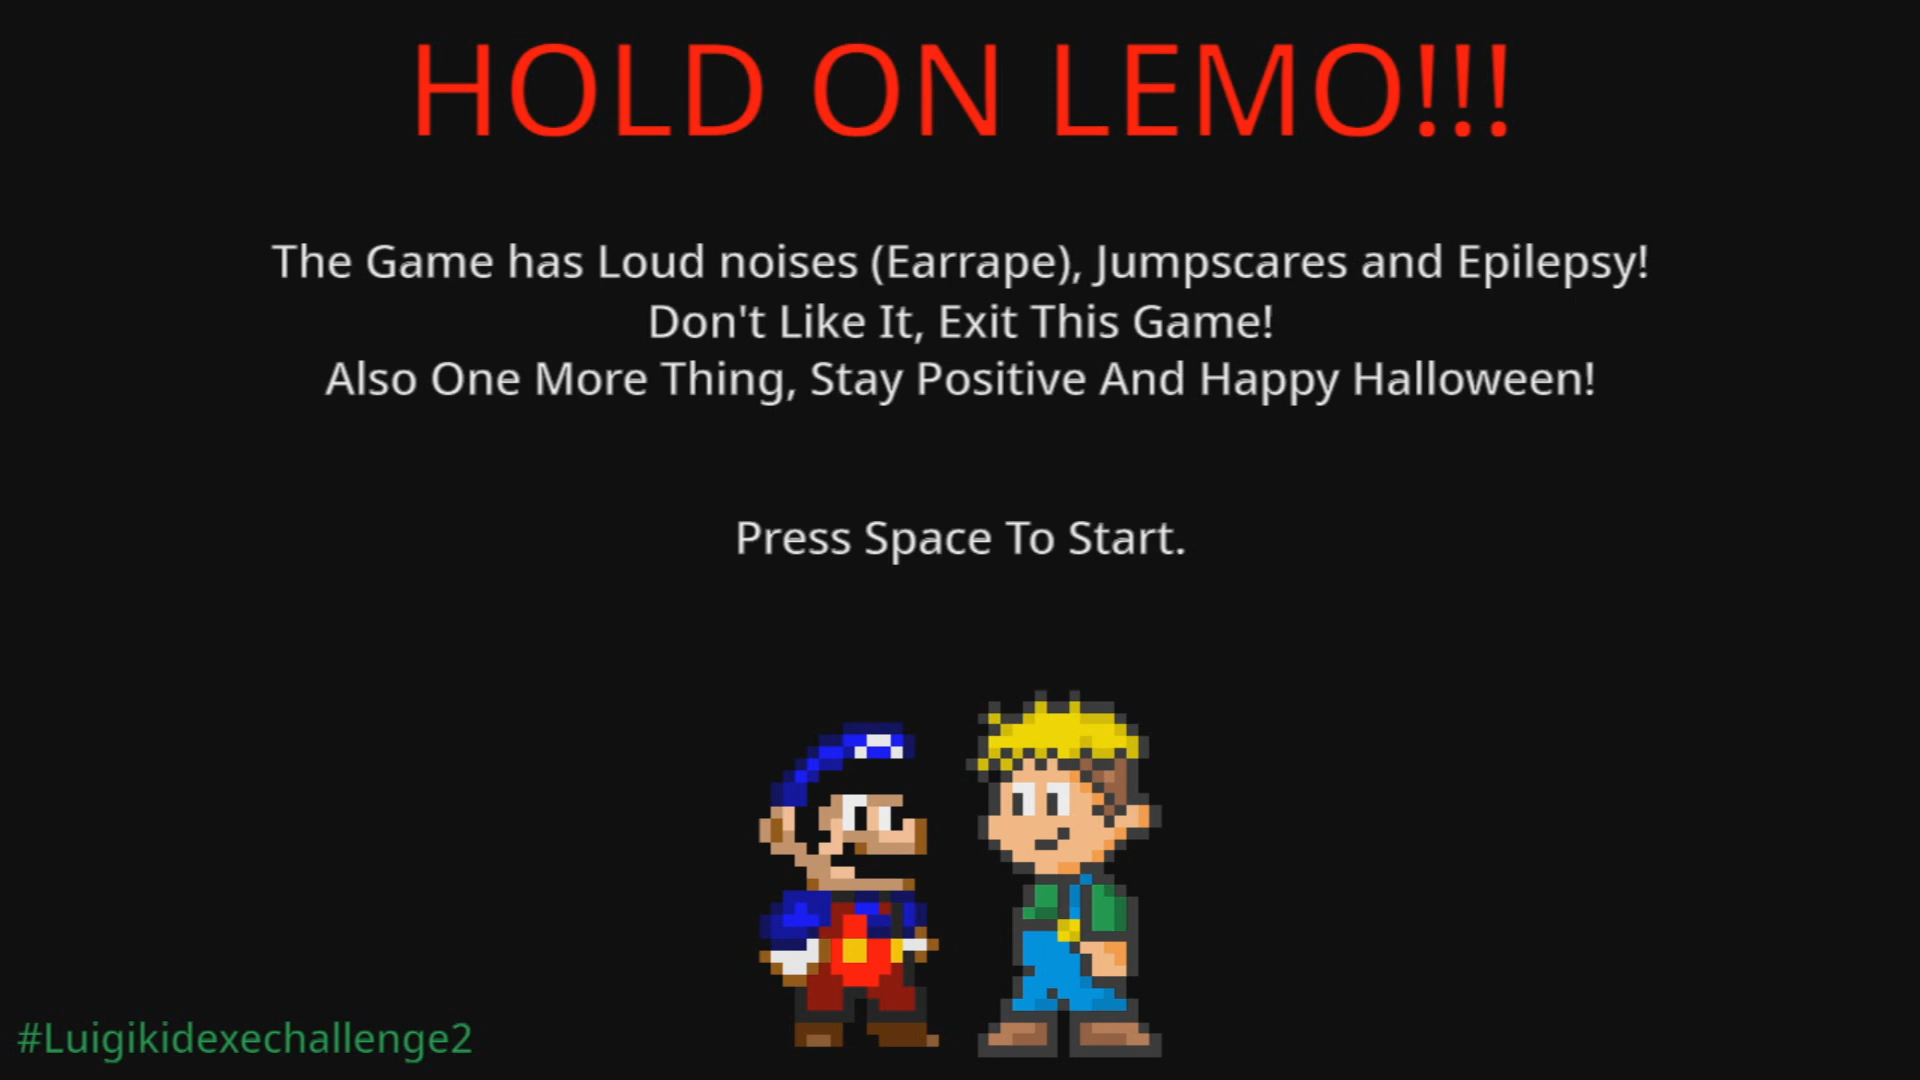 HOLD ON LEMO!!!
The Game has Loud noises (Earrape), Jumpscares and Epilepsy!
Don't Like It, Exit This Game!
Also One More Thing, Stay Positive And Happy Halloween!
Press Space To Start.
#Luigikidexechallenge2